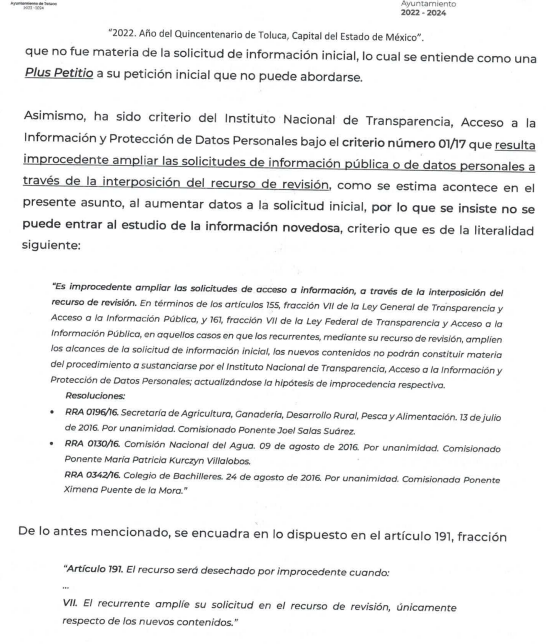 Ayuntamiento de Toluca
2022 - 2024
Ayuntamiento
2022 - 2024
"2022. Año del Quincentenario de Toluca, Capital del Estado de México".
que no fue materia de la solicitud de información inicial, lo cual se entiende como una
Plus Petitio a su petición inicial que no puede abordarse.
Asimismo, ha sido criterio del Instituto Nacional de Transparencia, Acceso a la
Información y Protección de Datos Personales bajo el criterio número 01/17 que resulta
improcedente ampliar las solicitudes de información pública o de datos personales a
través de la interposición del recurso de revisión, como se estima acontece en el
presente asunto, al aumentar datos a la solicitud inicial, por lo que se insiste no se
puede entrar al estudio de la información novedosa, criterio que es de la literalidad
siguiente:
"Es improcedente ampliar las solicitudes de acceso a información, a través de la interposición del
recurso de revisión. En términos de los artículos 155, fracción VII de la Ley General de Transparencia y
Acceso a la Información Pública, y 161, fracción VII de la Ley Federal de Transparencia y Acceso a la
Información Pública, en aquellos casos en que los recurrentes, mediante su recurso de revisión, amplíen
los alcances de la solicitud de información inicial, los nuevos contenidos no podrán constituir materia
del procedimiento a sustanciarse por el Instituto Nacional de Transparencia, Acceso a la Información y
Protección de Datos Personales; actualizándose la hipótesis de improcedencia respectiva.
Resoluciones:
• RRA 0196/16. Secretaría de Agricultura, Ganadería, Desarrollo Rural, Pesca y Alimentación. 13 de julio
de 2016. Por unanimidad. Comisionado Ponente Joel Salas Suárez.
• RRA 0130/16. Comisión Nacional del Agua. 09 de agosto de 2016. Por unanimidad. Comisionado
Ponente María Patricia Kurczyn Villalobos.
RRA 0342/16. Colegio de Bachilleres. 24 de agosto de 2016. Por unanimidad. Comisionada Ponente
Ximena Puente de la Mora."
De lo antes mencionado, se encuadra en lo dispuesto en el artículo 191, fracción
"Artículo 191. El recurso será desechado por improcedente cuando:
...
VII. El recurrente amplíe su solicitud en el recurso de revisión, únicamente
respecto de los nuevos contenidos."